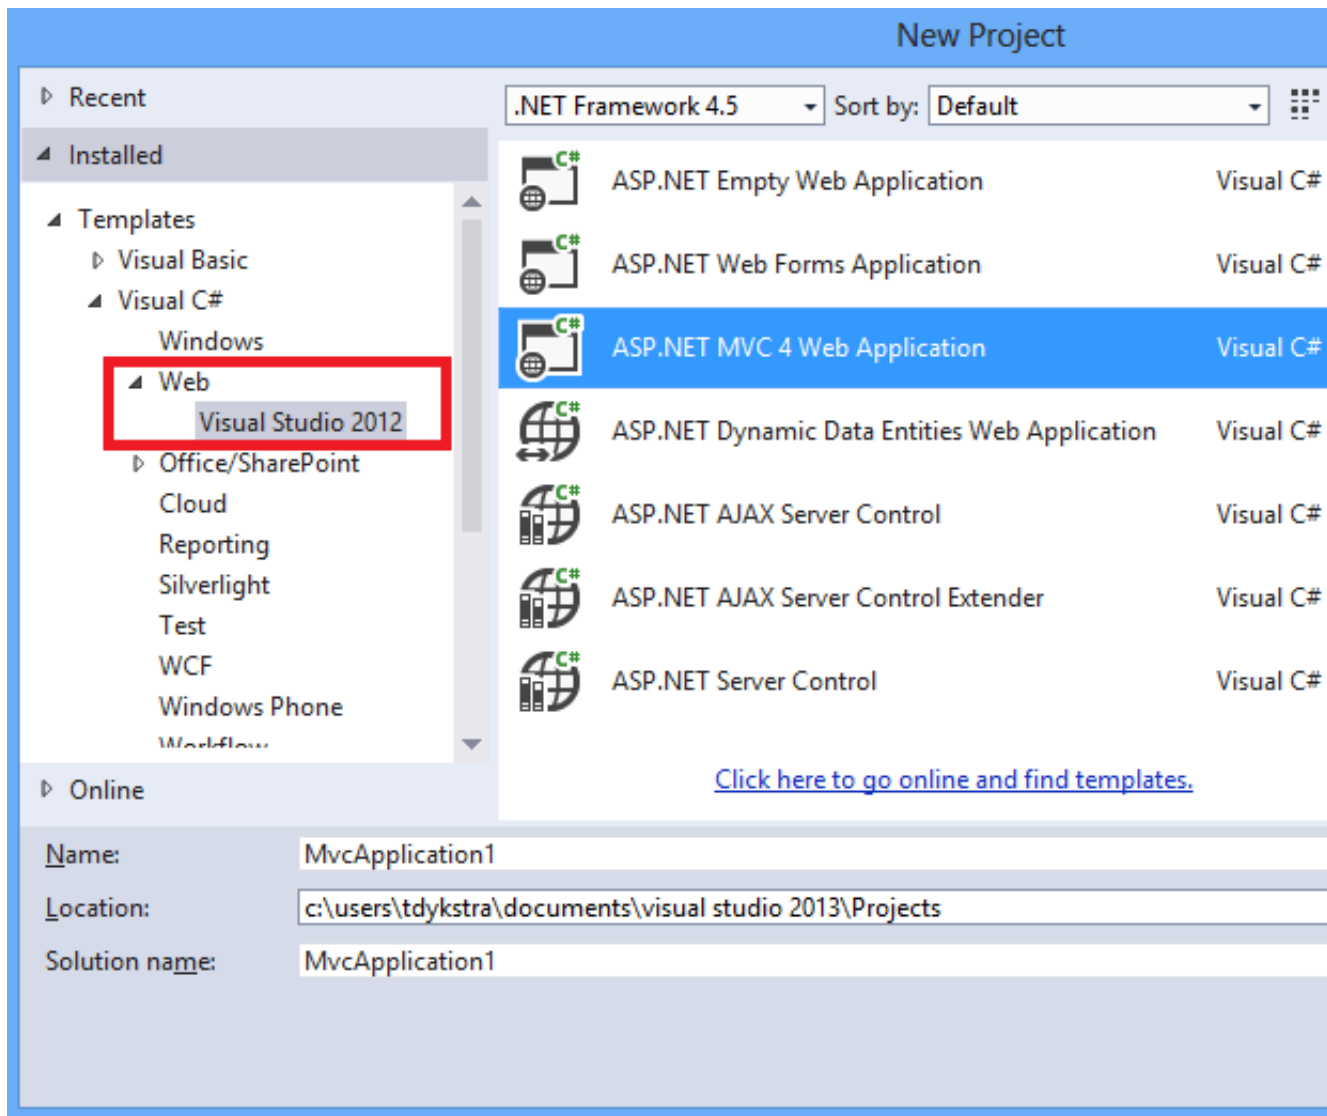 New Project
Recent
Installed
Templates
Visual Basic
Visual C#
Windows
Web
Visual Studio 2012
Office/SharePoint
Cloud
Reporting
Silverlight
Test
WCF
Windows Phone
Workflow
Online
.NET Framework 4.5 Sort by: Default
C# ASP.NET Empty Web Application Visual C#
C# ASP.NET Web Forms Application Visual C#
C# ASP.NET MVC 4 Web Application Visual C#
C# ASP.NET Dynamic Data Entities Web Application Visual C#
C# ASP.NET AJAX Server Control Visual C#
C# ASP.NET AJAX Server Control Extender Visual C#
C# ASP.NET Server Control Visual C#
Click here to go online and find templates.
Name: MvcApplication1
Location: c:\users\tdykstra\documents\visual studio 2013\Projects
Solution name: MvcApplication1